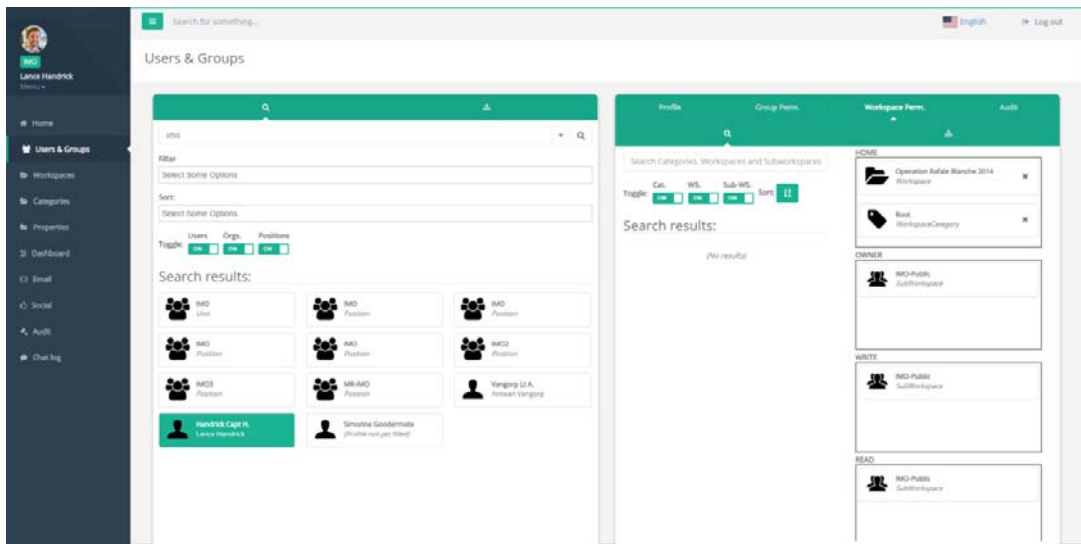 Search for something...
English
Log out
IMO
Lance Handrick
Menu
Users & Groups
Home
Users & Groups
Workspaces
Categories
Properties
Dashboard
Email
Social
Audit
Chat log
imo
Filter
Select Some Options
Sort:
Select Some Options
Toggle:
Users Orgs. Positions
ON ON ON
Search results:
IMO
Unit
IMO
Position
IMO
Position
IMO
Position
IMO
Position
IMO2
Position
IMO3
Position
MR-IMO
Position
Vangorp Lt A.
Antwan Vangorp
Handrick Capt H.
Lance Handrick
Simonne Goedermote
(Profile not yet filled)
Profile Group Perm. Workspace Perm. Audit
Search Categories, Workspaces and Subworkspaces
Toggle:
Cat. WS. Sub-WS.
ON ON ON
Sort:
Search results:
(No results)
HOME
Operation Rafale Blanche 2014
Workspace
Root
WorkspaceCategory
OWNER
IMO-Public
SubWorkspace
WRITE
IMO-Public
SubWorkspace
READ
IMO-Public
SubWorkspace